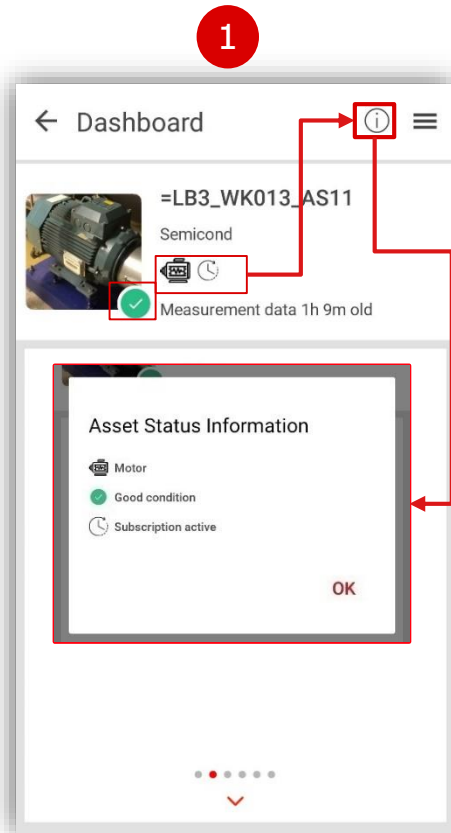 1
Dashboard
=LB3_WK013_AS11
Semicond
Measurement data 1h 9m old
Asset Status Information
Motor
Good condition
Subscription active
OK